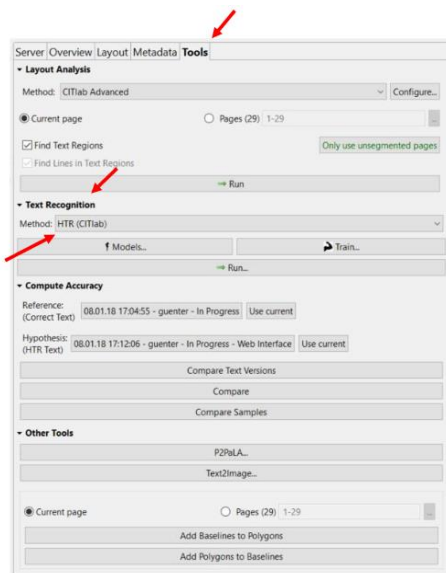 Server Overview Layout Metadata Tools
Layout Analysis
Method: CITlab Advanced Configure...
Current page Pages (29) 1-29 ...
Find Text Regions Only use unsegmented pages
Find Lines in Text Regions
Run
Text Recognition
Method: HTR (CITlab)
Models... Train...
Run...
Compute Accuracy
Reference:
(Correct Text) 08.01.18 17:04:55 - guenter - In Progress Use current
Hypothesis:
(HTR Text) 08.01.18 17:12:06 - guenter - In Progress - Web Interface Use current
Compare Text Versions
Compare
Compare Samples
Other Tools
P2PaLA...
Text2Image...
Current page Pages (29) 1-29 ...
Add Baselines to Polygons
Add Polygons to Baselines